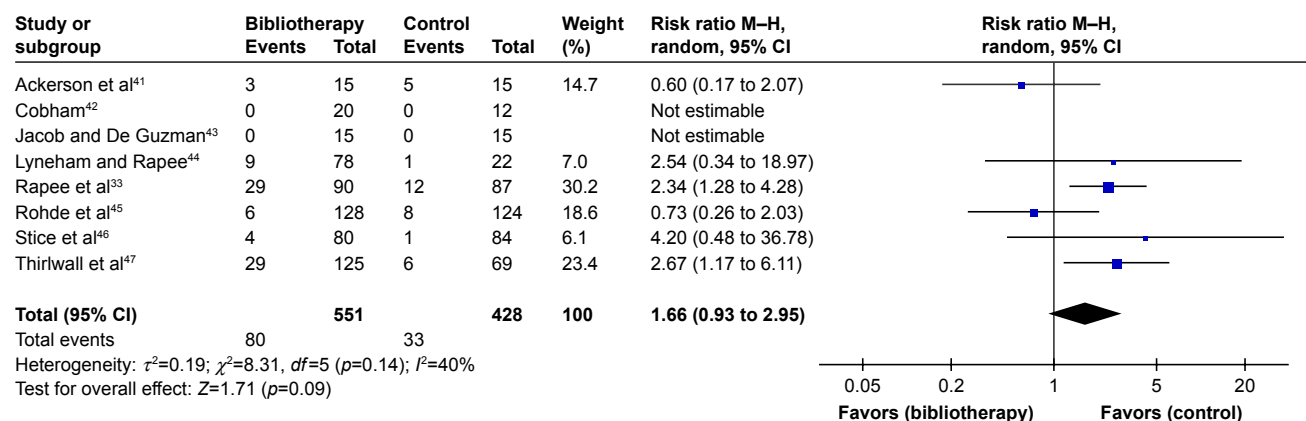 Study or subgroup Bibliotherapy Control Weight (%) Risk ratio M–H, random, 95% CI Risk ratio M–H, random, 95% CI
Events Total Events Total
Ackerson et al⁴¹ 3 15 5 15 14.7 0.60 (0.17 to 2.07)
Cobham⁴² 0 20 0 12 Not estimable
Jacob and De Guzman⁴³ 0 15 0 15 Not estimable
Lyneham and Rapee⁴⁴ 9 78 1 22 7.0 2.54 (0.34 to 18.97)
Rapee et al³³ 29 90 12 87 30.2 2.34 (1.28 to 4.28)
Rohde et al⁴⁵ 6 128 8 124 18.6 0.73 (0.26 to 2.03)
Stice et al⁴⁶ 4 80 1 84 6.1 4.20 (0.48 to 36.78)
Thirlwall et al⁴⁷ 29 125 6 69 23.4 2.67 (1.17 to 6.11)
Total (95% CI) 551 428 100 1.66 (0.93 to 2.95)
Total events 80 33
Heterogeneity: τ²=0.19; χ²=8.31, df=5 (p=0.14); I²=40%
Test for overall effect: Z=1.71 (p=0.09)
0.05 0.2 1 5 20
Favors (bibliotherapy) Favors (control)